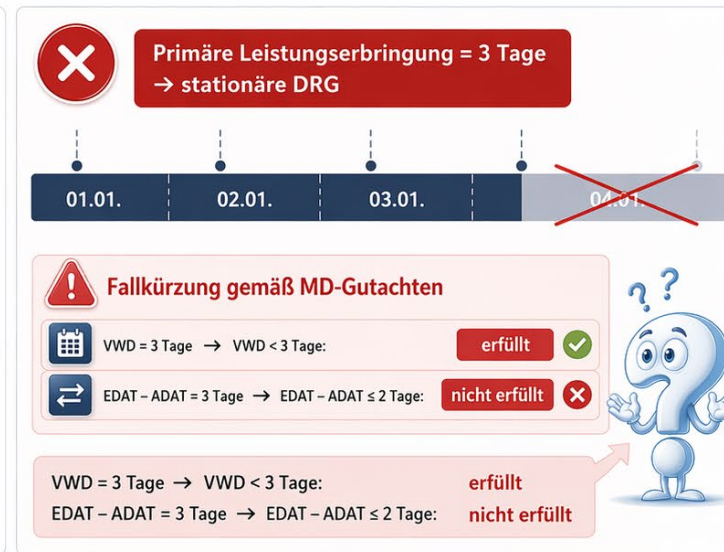 Primäre Leistungserbringung = 3 Tage
→ stationäre DRG
01.01.
02.01.
03.01.
04.01.
Fallkürzung gemäß MD-Gutachten
VWD = 3 Tage → VWD < 3 Tage: erfüllt
EDAT – ADAT = 3 Tage → EDAT – ADAT ≤ 2 Tage: nicht erfüllt
? ?
VWD = 3 Tage → VWD < 3 Tage: erfüllt
EDAT – ADAT = 3 Tage → EDAT – ADAT ≤ 2 Tage: nicht erfüllt